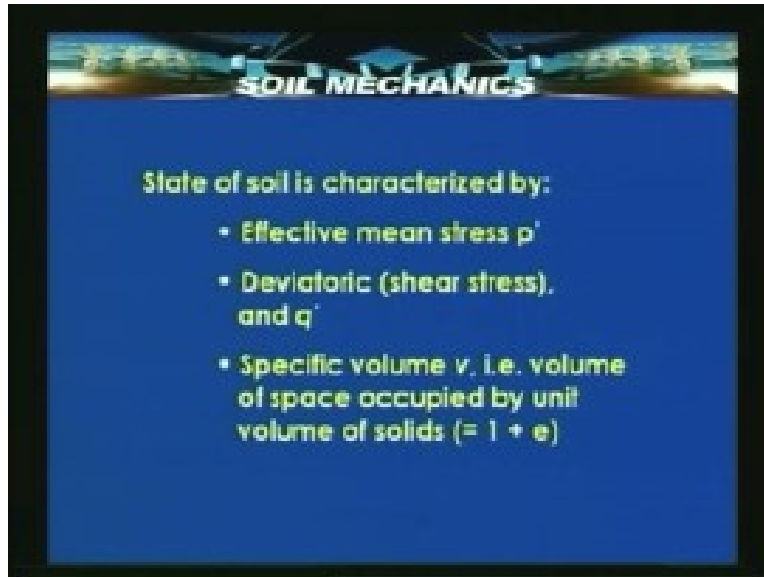 SOIL MECHANICS
State of soil is characterized by:
• Effective mean stress p'
• Deviatoric (shear stress),
and q'
• Specific volume v, i.e. volume
of space occupied by unit
volume of solids (= 1 + e)